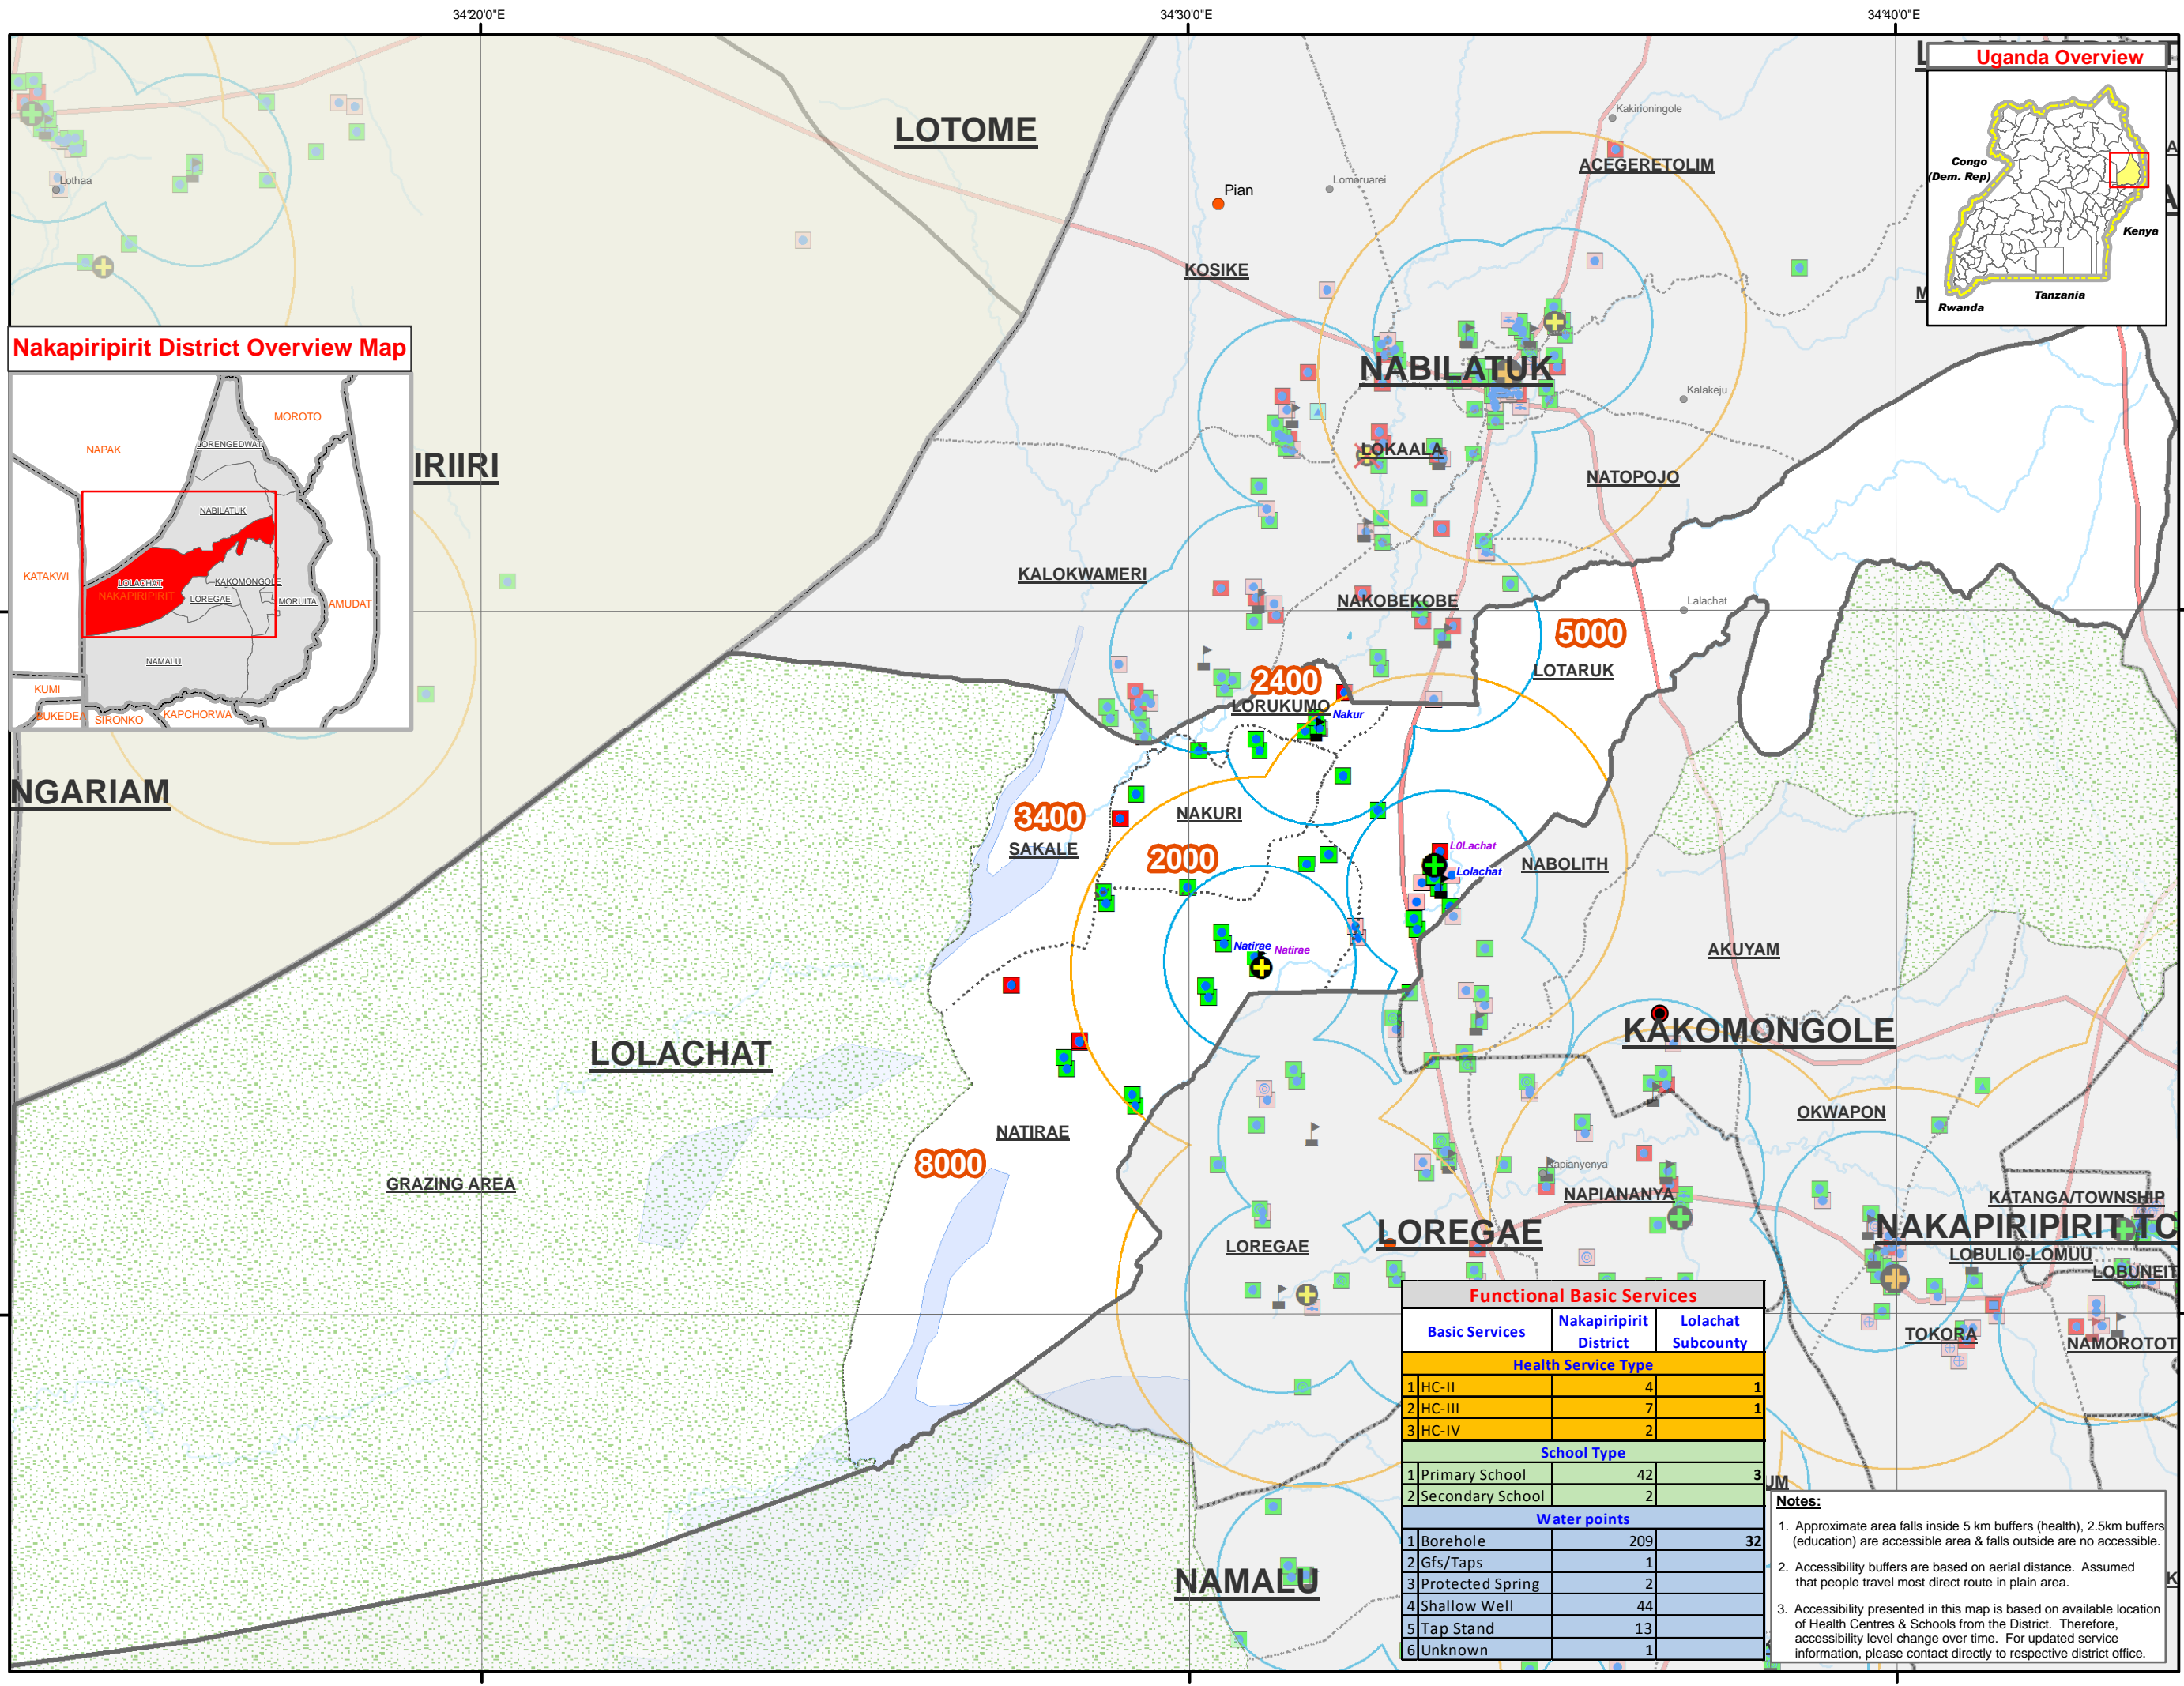 34°20'0"E
34°30'0"E
34°40'0"E
Uganda Overview
Congo
(Dem. Rep)
Kenya
Tanzania
Rwanda
LOTOME
Kakirioningole
ACEGERETOLIM
Lomoruarei
Pian
Lothaa
KOSIKE
Nakapiripirit District Overview Map
MOROTO
NAPAK
LORENGEDWAT
NABILATUK
KATAKWI
LOLACHAT
NAKAPIRIPIRIT
KAKOMONGOLE
LOREGAE
MORUITA
AMUDAT
NAMALU
KUMI
BUKEDEA
SIRONKO
KAPCHORWA
IRIIRI
NABILATUK
Kalakeju
LOKAALA
NATOPOJO
KALOKWAMERI
NAKOBEKOBE
Lalachat
5000
LOTARUK
2400
LORUKUMO
Nakur
NGARIAM
3400
SAKALE
NAKURI
2000
L0Lachat
Lolachat
NABOLITH
Natirae
Natirae
AKUYAM
KAKOMONGOLE
LOLACHAT
NATIRAE
8000
GRAZING AREA
OKWAPON
Napianyenya
NAPIANANYA
KATANGA/TOWNSHIP
NAKAPIRIPIRIT TC
LOREGAE
LOREGAE
LOBULIO-LOMUU
LOBUNEIT
TOKORA
NAMOROTOT
NAMALU
UM
Functional Basic Services
Basic Services Nakapiripirit District Lolachat Subcounty
Health Service Type
1 HC-II 4 1
2 HC-III 7 1
3 HC-IV 2
School Type
1 Primary School 42 3
2 Secondary School 2
Water points
1 Borehole 209 32
2 Gfs/Taps 1
3 Protected Spring 2
4 Shallow Well 44
5 Tap Stand 13
6 Unknown 1
Notes:
1. Approximate area falls inside 5 km buffers (health), 2.5km buffers
(education) are accessible area & falls outside are no accessible.
2. Accessibility buffers are based on aerial distance. Assumed
that people travel most direct route in plain area.
3. Accessibility presented in this map is based on available location
of Health Centres & Schools from the District. Therefore,
accessibility level change over time. For updated service
information, please contact directly to respective district office.